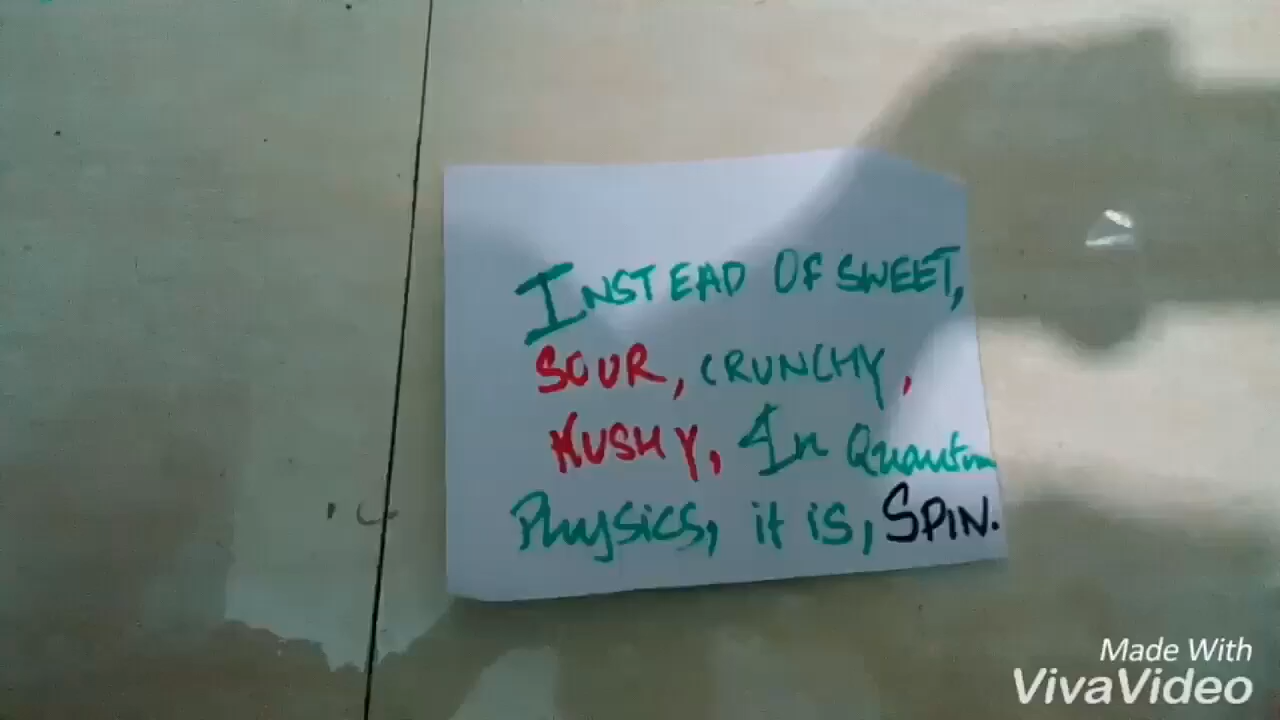 INSTEAD OF SWEET,
SOUR, CRUNCHY,
MUSHY, In Quantum
Physics, it is, SPIN.
Made With
VivaVideo